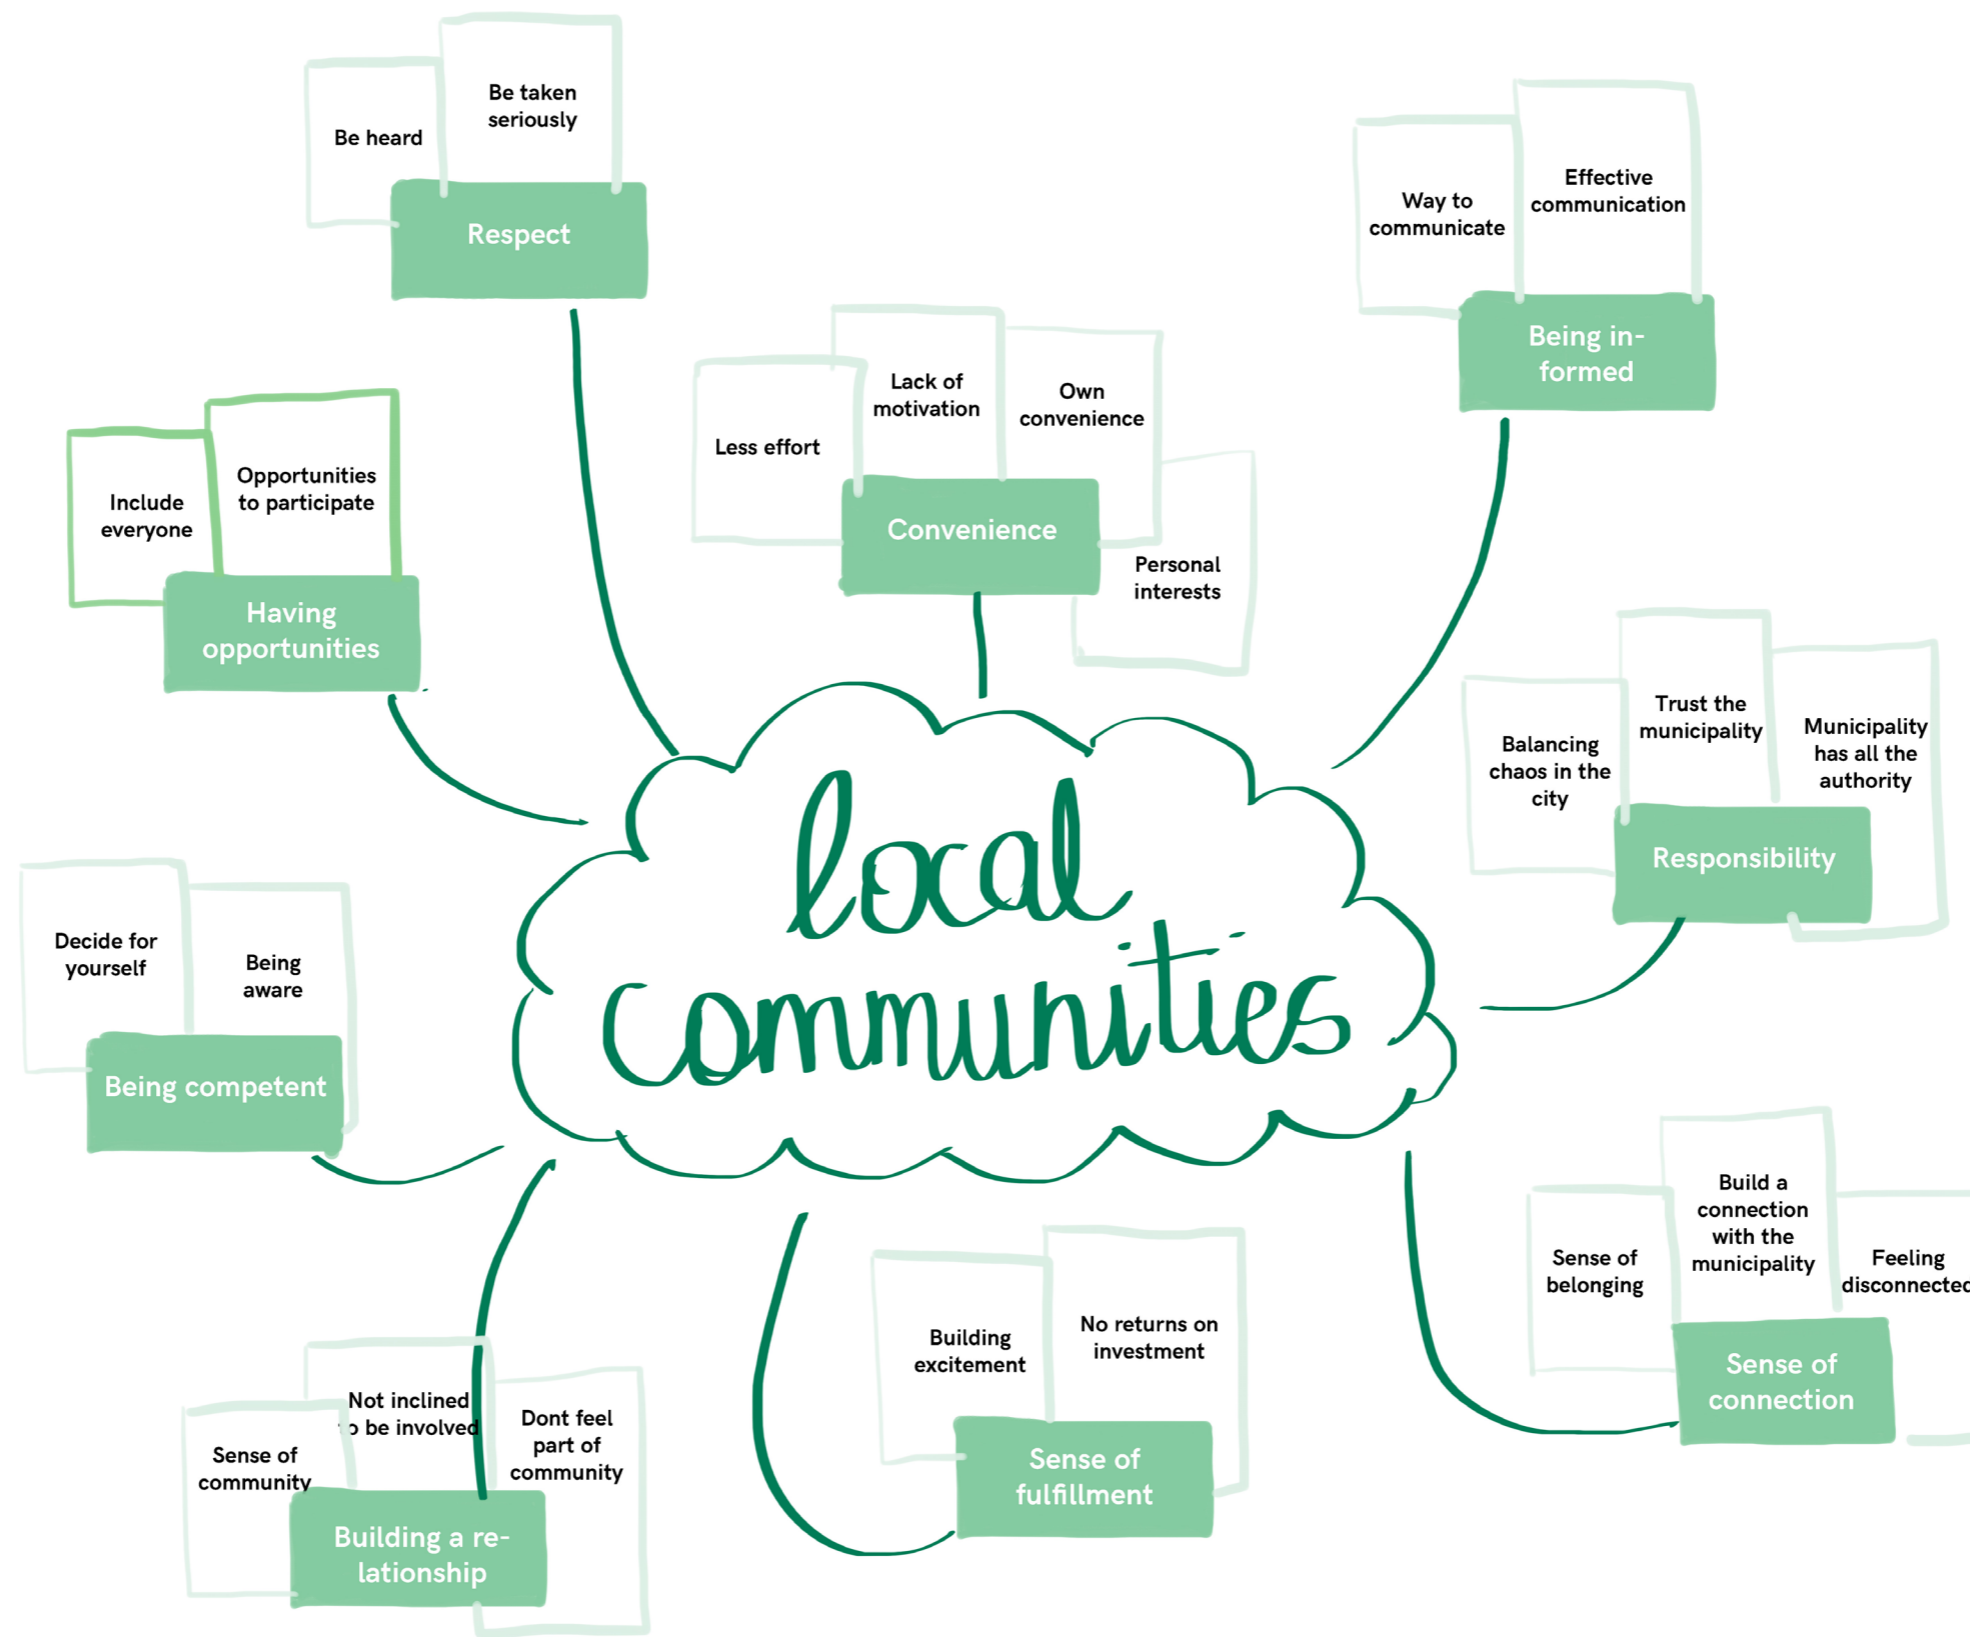 Be taken
seriously
Be heard
Respect
Effective
communication
Way to
communicate
Being in-
formed
Lack of
motivation
Own
convenience
Less effort
Convenience
Personal
interests
Opportunities
to participate
Include
everyone
Having
opportunities
Trust the
municipality
Municipality
has all the
authority
Balancing
chaos in the
city
Responsibility
local
communities
Decide for
yourself
Being
aware
Being competent
Build a
connection
with the
municipality
Sense of
belonging
Feeling
disconnected
Sense of
connection
Building
excitement
No returns on
investment
Sense of
fulfillment
Not inclined
to be involved
Dont feel
part of
community
Sense of
community
Building a re-
lationship